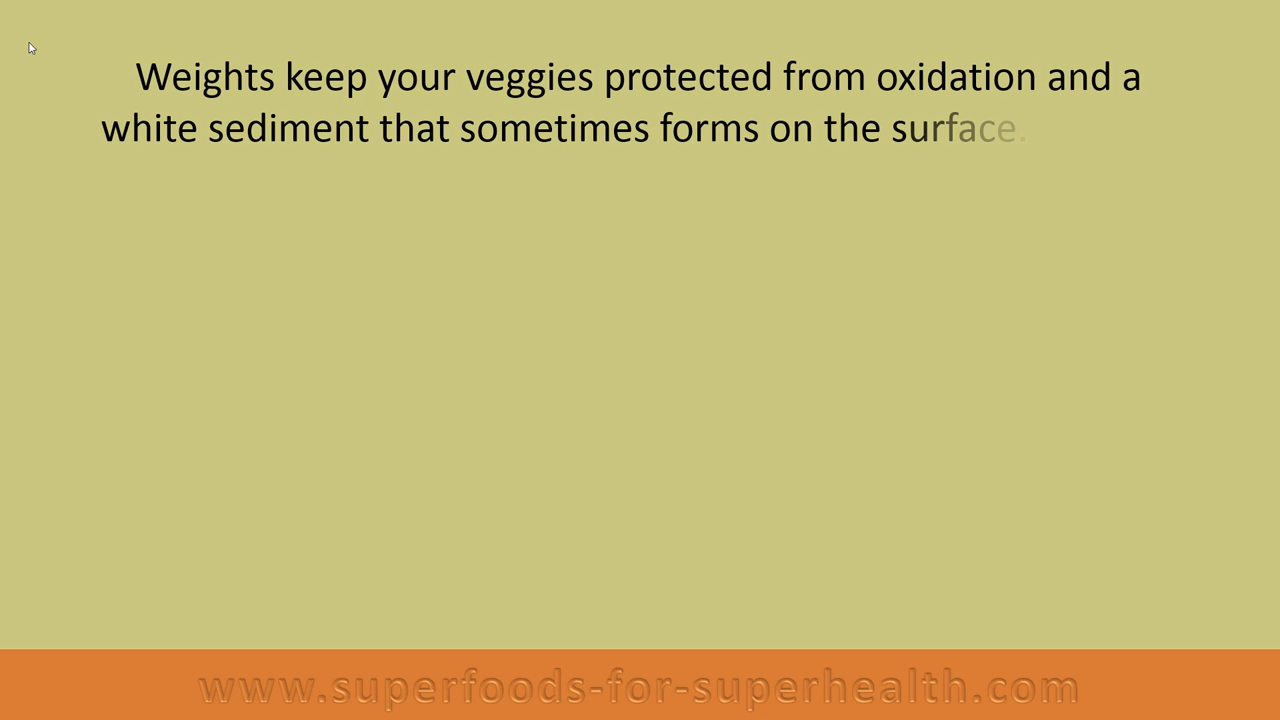 Weights keep your veggies protected from oxidation and a
white sediment that sometimes forms on the surface.
www.superfoods-for-superhealth.com